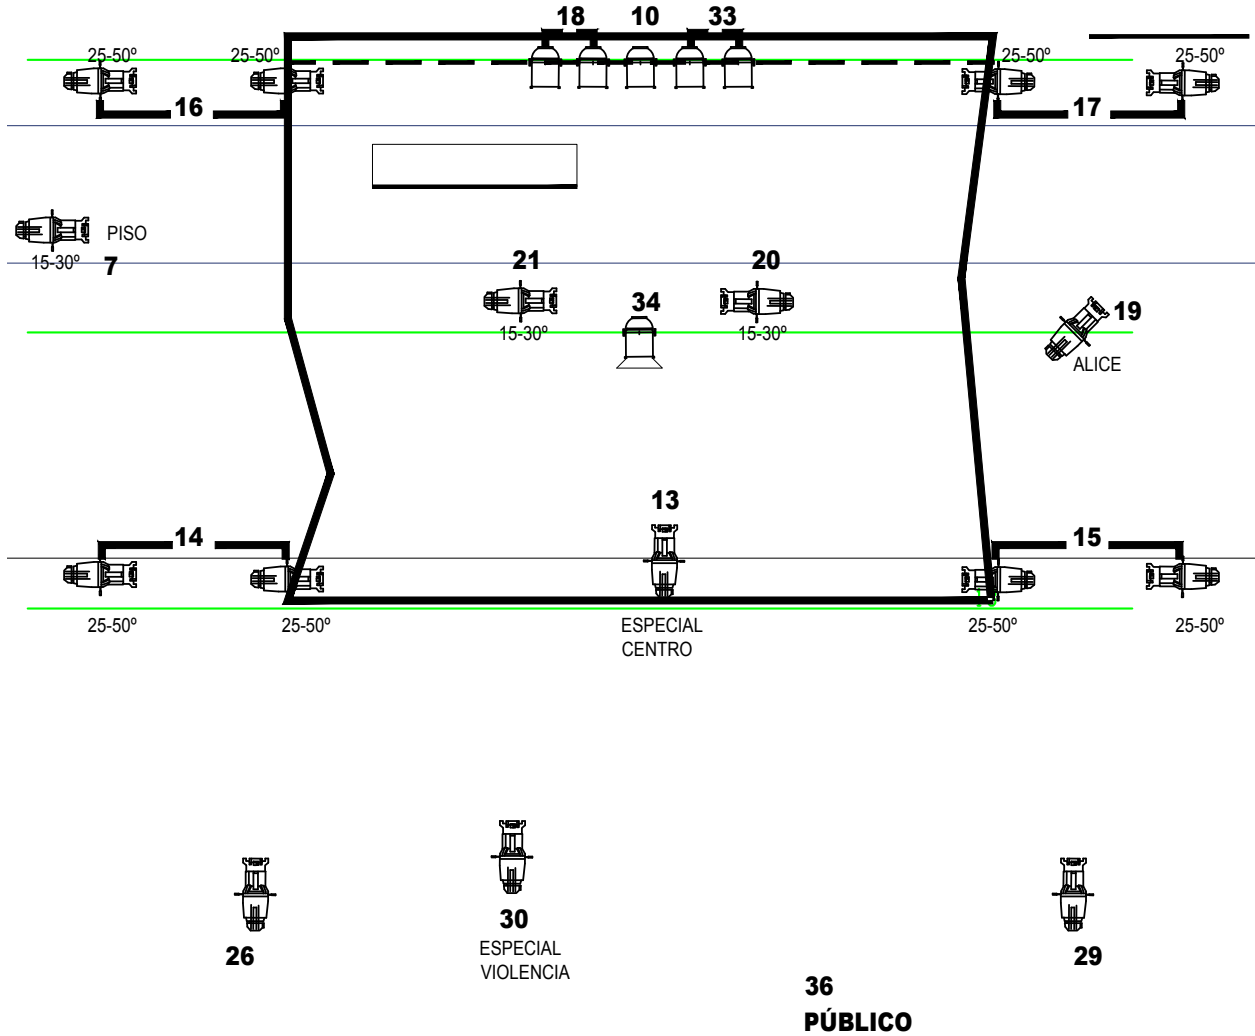 18 10 33
25-50º 25-50º 25-50º 25-50º
16 17
PISO
15-30º 7
21 20
34 19
15-30º 15-30º
ALICE
13
14 15
25-50º 25-50º ESPECIAL 25-50º 25-50º
CENTRO
30
ESPECIAL
26 29
VIOLENCIA
36
PÚBLICO